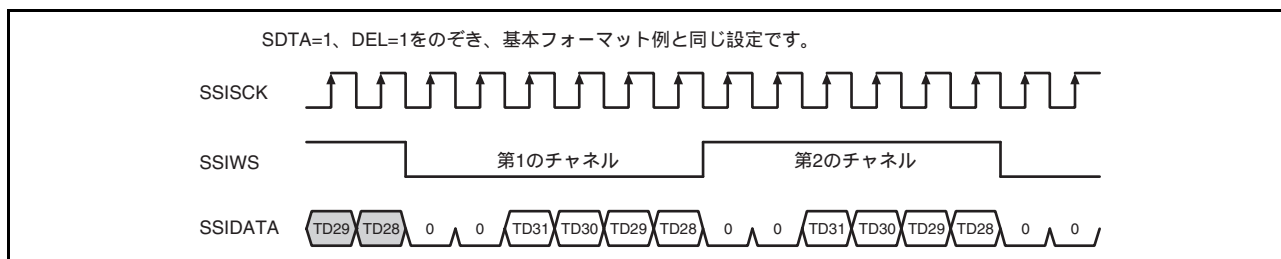 SDTA=1、DEL=1をのぞき、基本フォーマット例と同じ設定です。
SSISCK
SSIWS 第1のチャネル 第2のチャネル
SSIDATA TD29 TD28 0 0 TD31 TD30 TD29 TD28 0 0 TD31 TD30 TD29 TD28 0 0